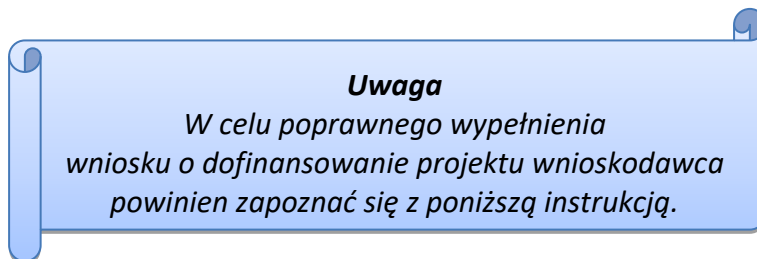 Uwaga
W celu poprawnego wypełnienia
wniosku o dofinansowanie projektu wnioskodawca
powinien zapoznać się z poniższą instrukcją.